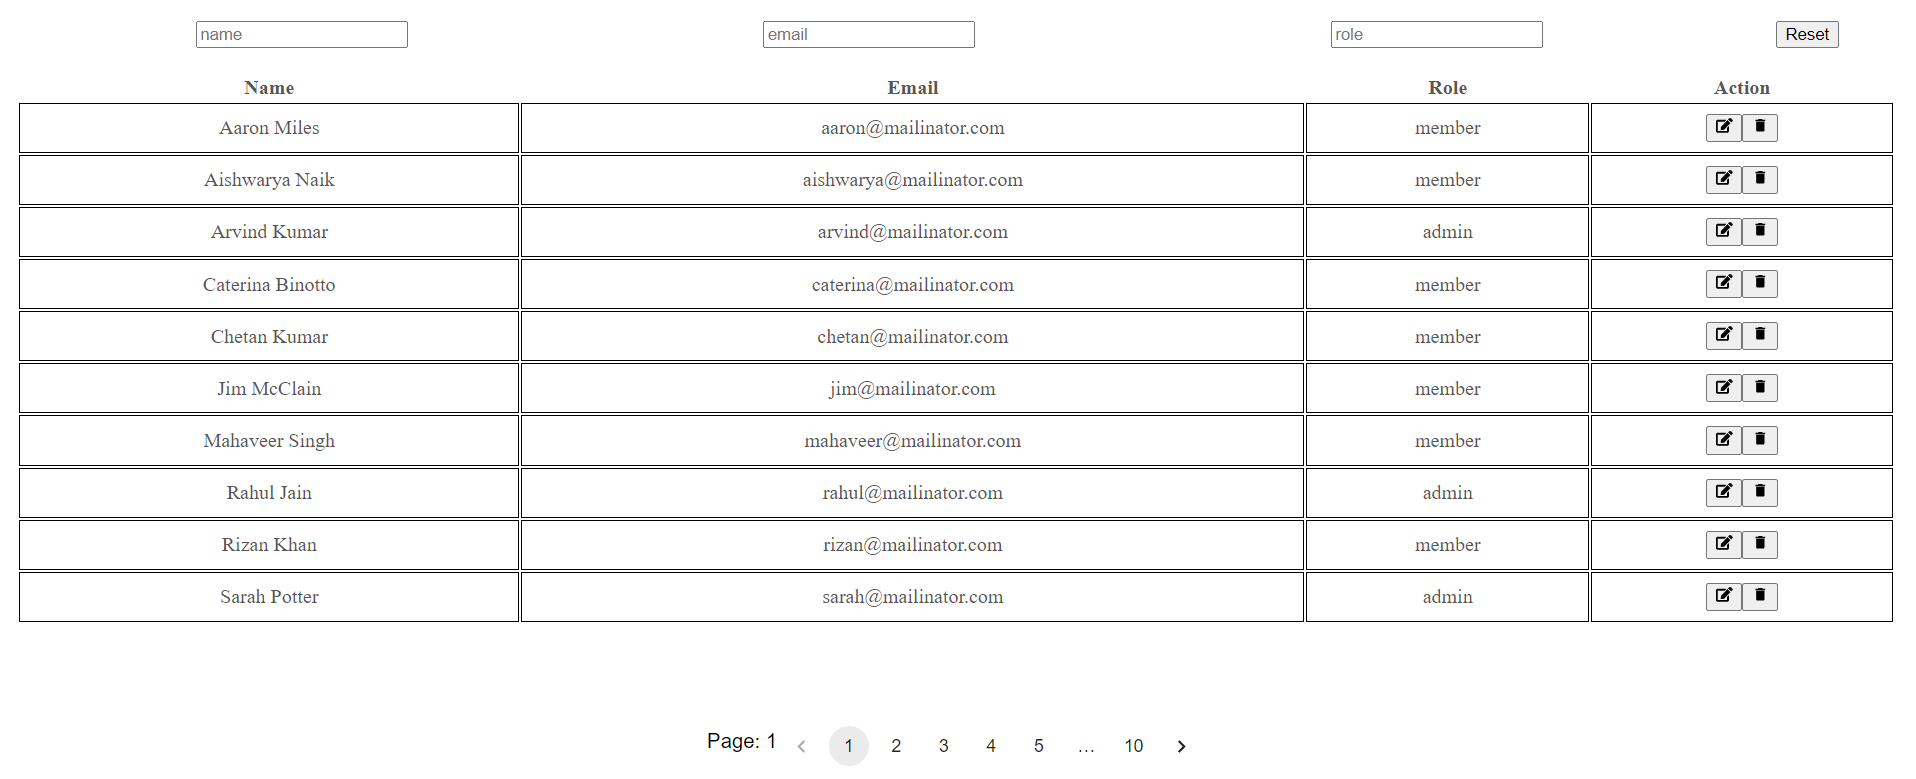 name email role Reset
Name Email Role Action
Aaron Miles aaron@mailinator.com member
Aishwarya Naik aishwarya@mailinator.com member
Arvind Kumar arvind@mailinator.com admin
Caterina Binotto caterina@mailinator.com member
Chetan Kumar chetan@mailinator.com member
Jim McClain jim@mailinator.com member
Mahaveer Singh mahaveer@mailinator.com member
Rahul Jain rahul@mailinator.com admin
Rizan Khan rizan@mailinator.com member
Sarah Potter sarah@mailinator.com admin
Page: 1 1 2 3 4 5 … 10